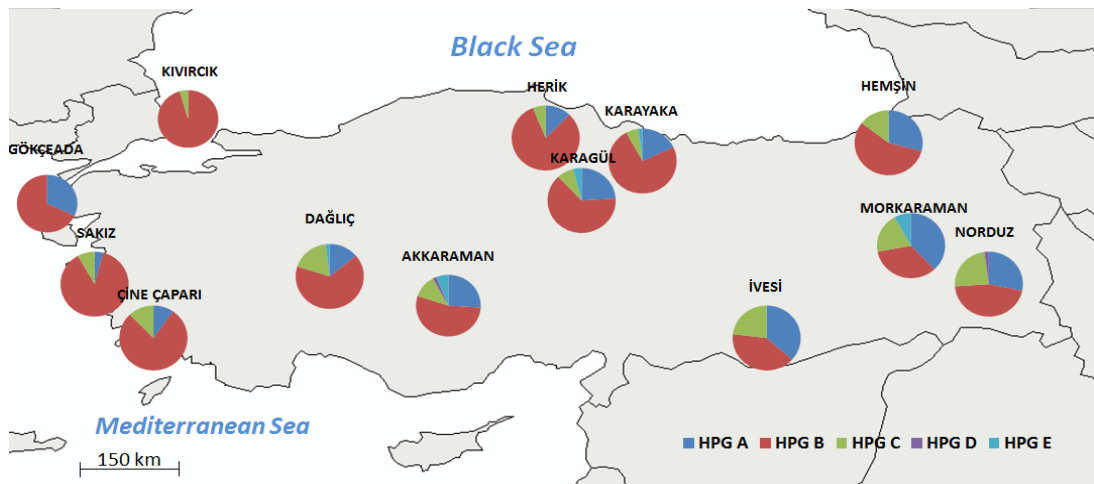 Black Sea
KIVIRCIK
HERİK
HEMŞİN
KARAYAKA
GÖKÇEADA
KARAGÜL
MORKARAMAN
DAĞLIÇ
SAKIZ
NORDUZ
AKKARAMAN
İVESİ
ÇİNE ÇAPARI
Mediterranean Sea
HPG A HPG B HPG C HPG D HPG E
150 km